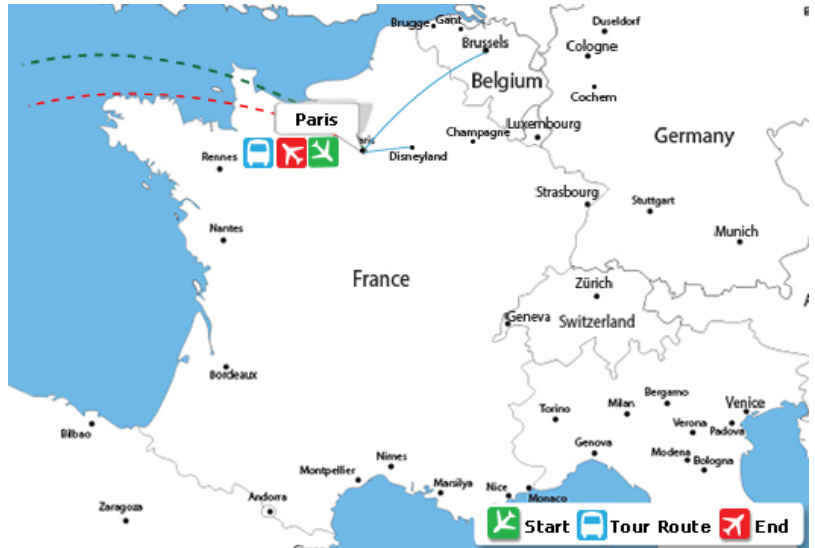 Duseldorf
Brugge
Gant
Brussels
Cologne
Belgium
Cochem
Paris
Champagne
Luxembourg
Germany
Rennes
Disneyland
Strasbourg
Stuttgart
Nantes
Munich
France
Zürich
Geneva
Switzerland
Bordeaux
Bergamo
Torino
Milan
Venice
Bilbao
Verona
Padova
Genova
Modena
Bologna
Nimes
Montpellier
Marsilya
Nice
Monaco
Andorra
Zaragoza
Start
Tour Route
End